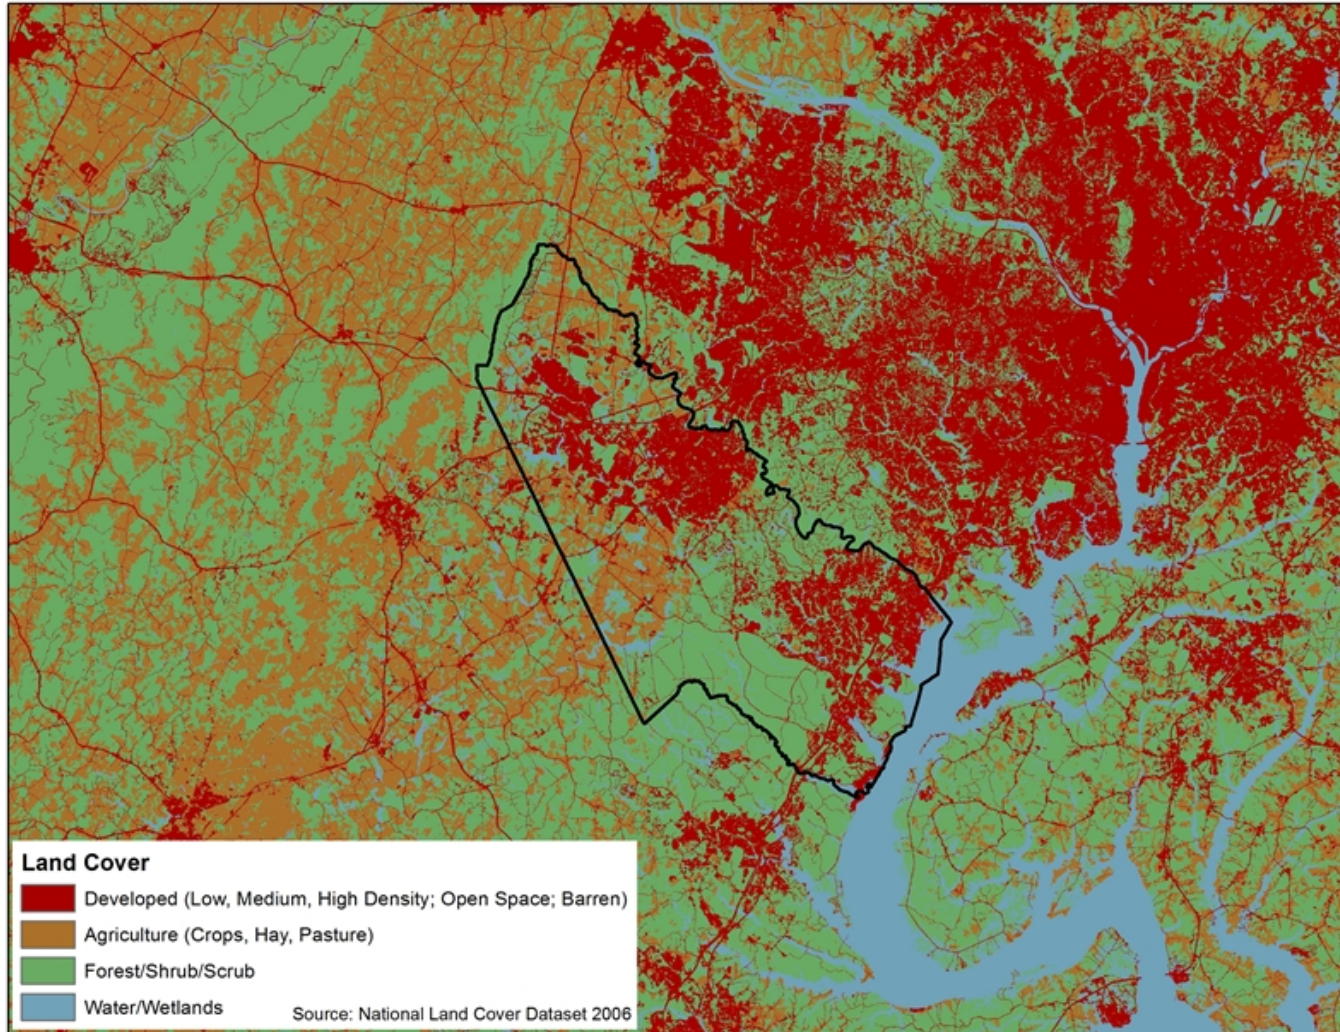 Land Cover
Developed (Low, Medium, High Density; Open Space; Barren)
Agriculture (Crops, Hay, Pasture)
Forest/Shrub/Scrub
Water/Wetlands
Source: National Land Cover Dataset 2006